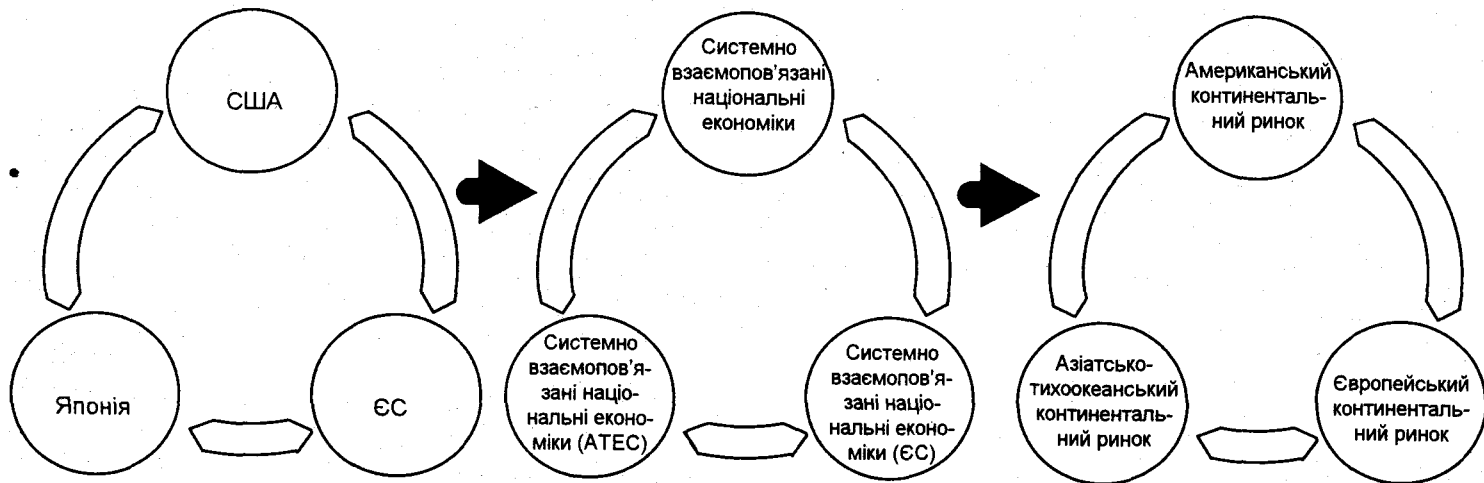 США
Японія
ЄС
Системно
взаємопов'язані
національні
економіки
Системно
взаємопов'я-
зані націо-
нальні еконо-
міки (АТЕС)
Системно
взаємопов'я-
зані націо-
нальні еконо-
міки (ЄС)
Американський
континенталь-
ний ринок
Азіатсько-
тихоокеанський
континенталь-
ний ринок
Європейський
континенталь-
ний ринок